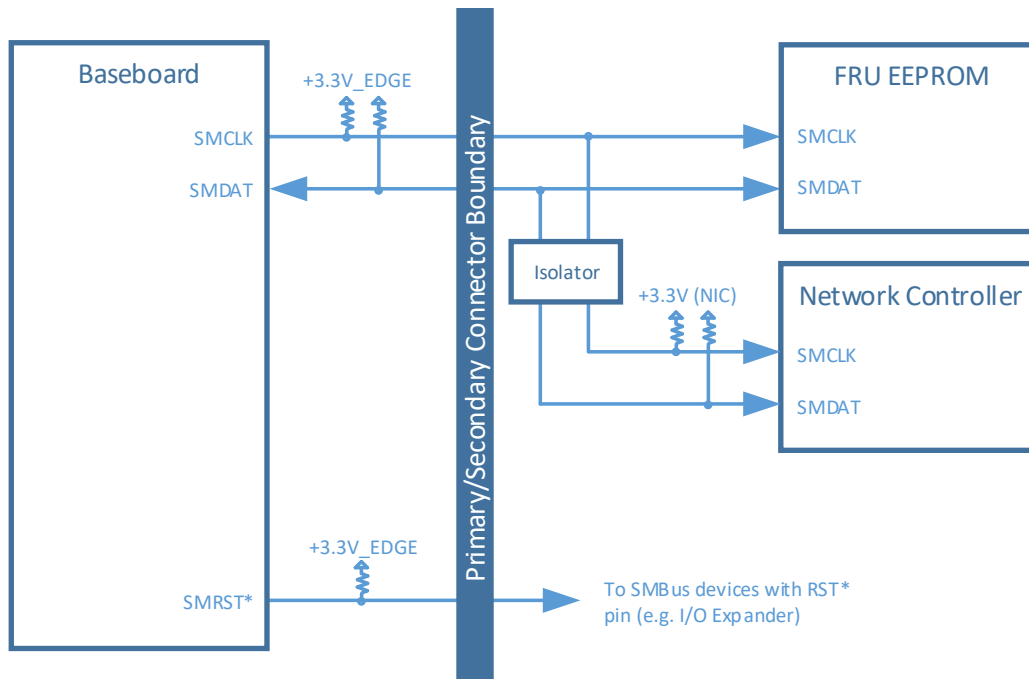 Baseboard
+3.3V_EDGE
SMCLK
SMDAT
Primary/Secondary Connector Boundary
FRU EEPROM
SMCLK
SMDAT
Isolator
+3.3V (NIC)
Network Controller
SMCLK
SMDAT
+3.3V_EDGE
SMRST*
To SMBus devices with RST*
pin (e.g. I/O Expander)